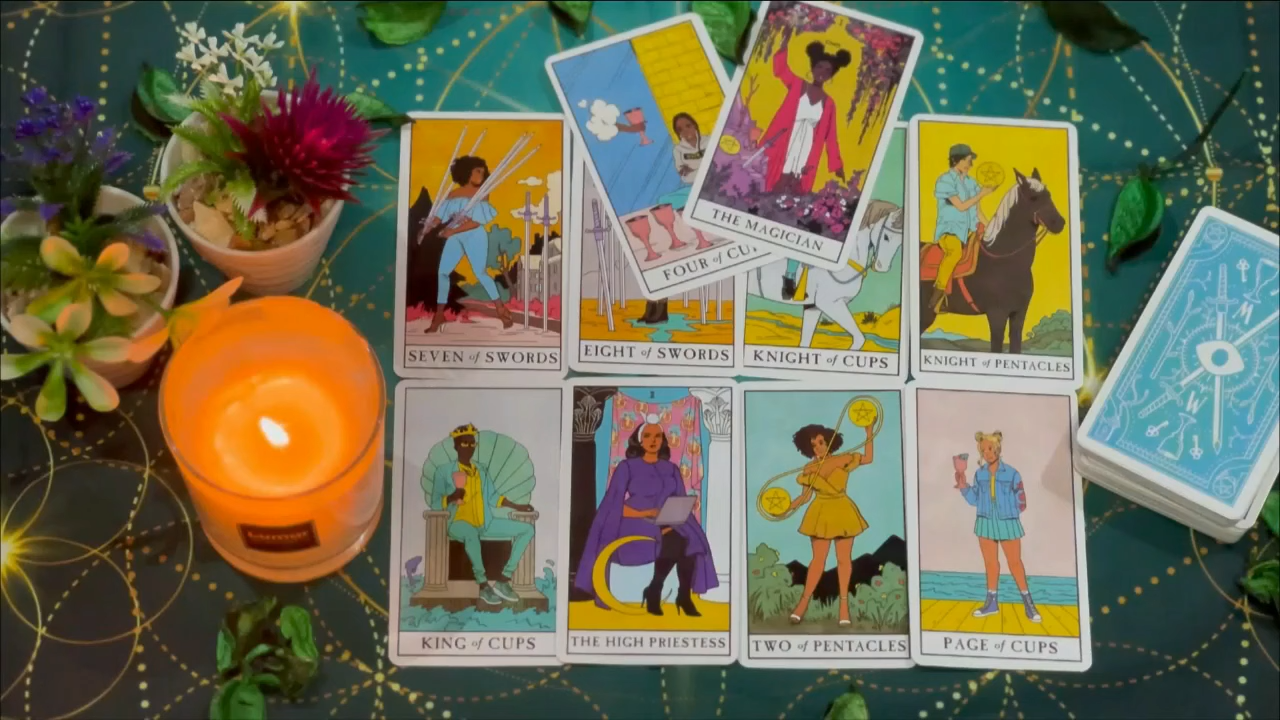 THE MAGICIAN
FOUR of CU
SEVEN of SWORDS
EIGHT of SWORDS
KNIGHT of CUPS
KNIGHT of PENTACLES
KING of CUPS
THE HIGH PRIESTESS
TWO of PENTACLES
PAGE of CUPS